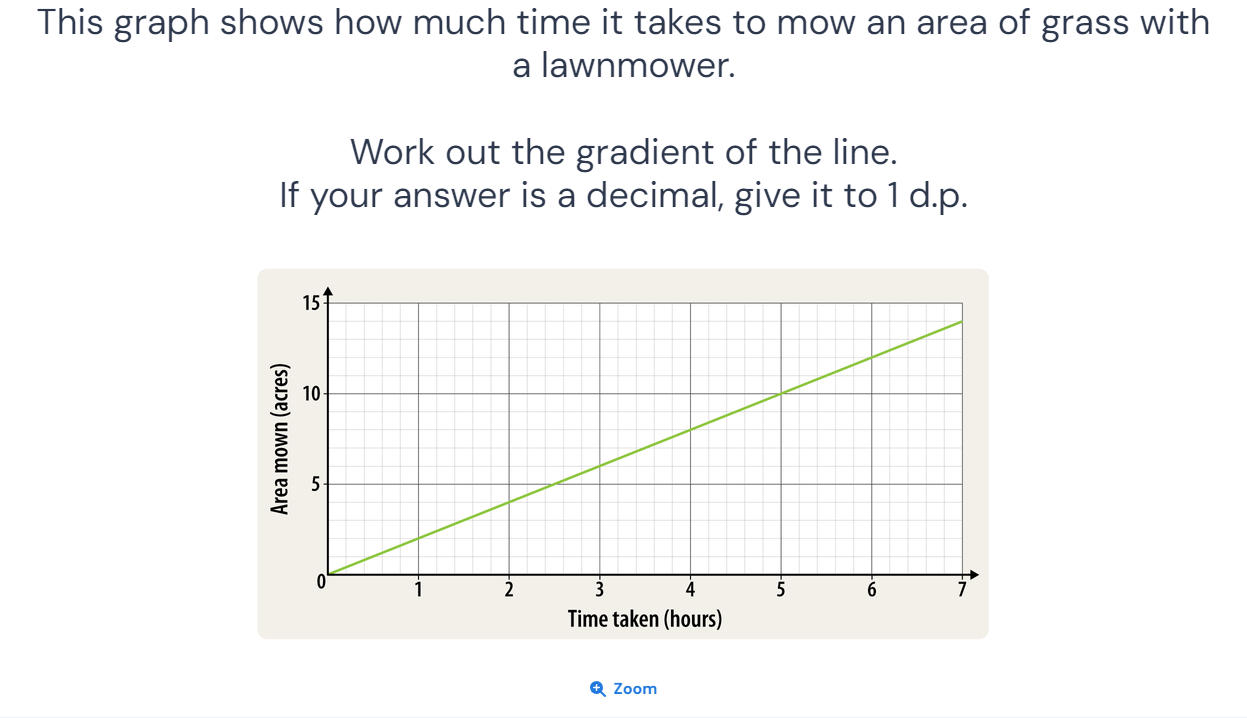 This graph shows how much time it takes to mow an area of grass with
a lawnmower.
Work out the gradient of the line.
If your answer is a decimal, give it to 1 d.p.
15
10
5
0
1 2 3 4 5 6 7
Area mown (acres)
Time taken (hours)
Zoom